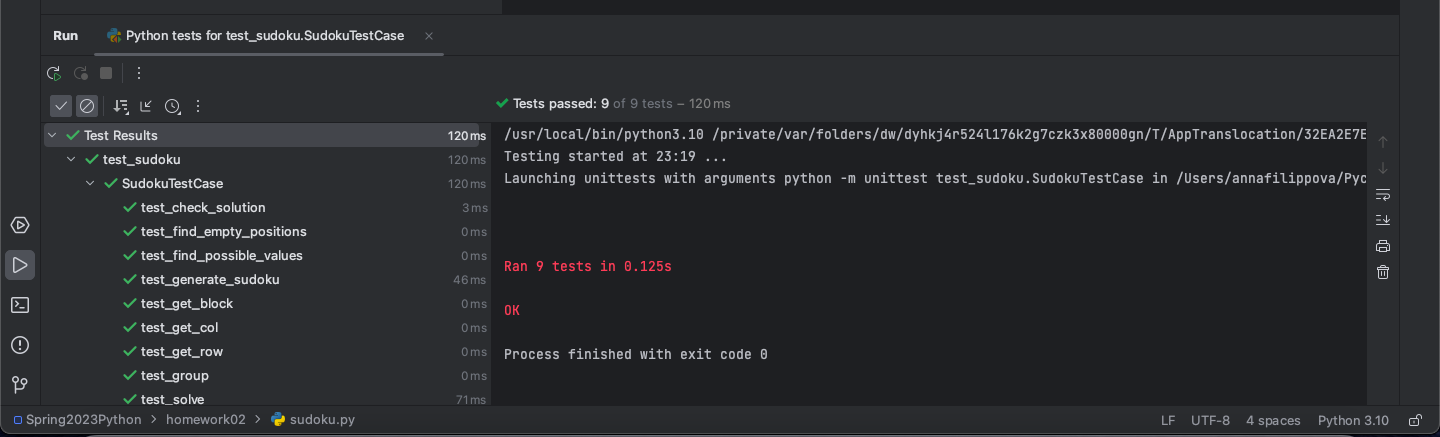 Run
Python tests for test_sudoku.SudokuTestCase
Tests passed: 9 of 9 tests – 120 ms
Test Results 120 ms
test_sudoku 120 ms
SudokuTestCase 120 ms
test_check_solution 3 ms
test_find_empty_positions 0 ms
test_find_possible_values 0 ms
test_generate_sudoku 46 ms
test_get_block 0 ms
test_get_col 0 ms
test_get_row 0 ms
test_group 0 ms
test_solve 71 ms
/usr/local/bin/python3.10 /private/var/folders/dw/dyhkj4r524l176k2g7czk3x80000gn/T/AppTranslocation/32EA2E7E
Testing started at 23:19 ...
Launching unittests with arguments python -m unittest test_sudoku.SudokuTestCase in /Users/annafilippova/Pyc
Ran 9 tests in 0.125s
OK
Process finished with exit code 0
Spring2023Python > homework02 > sudoku.py
LF UTF-8 4 spaces Python 3.10